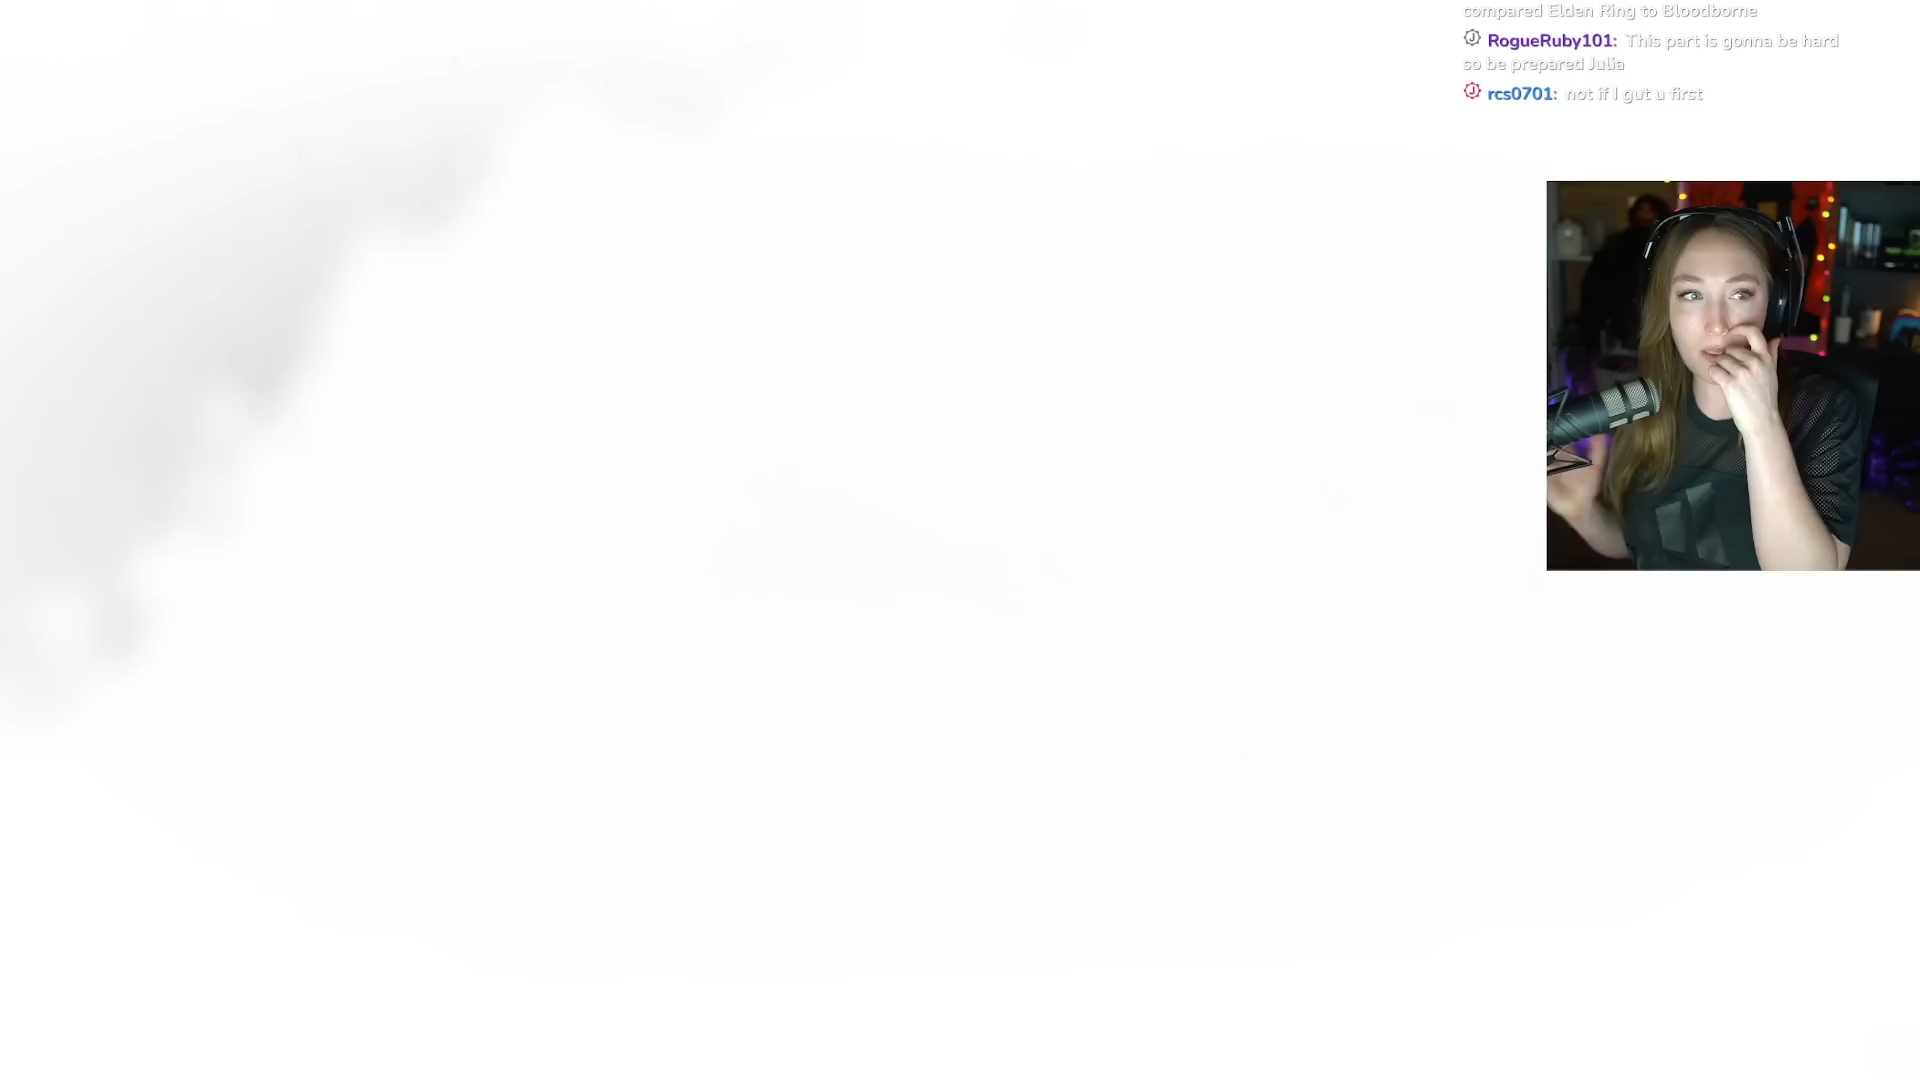 compared Elden Ring to Bloodborne
RogueRuby101: This part is gonna be hard
so be prepared Julia
rcs0701: not if I gut u first